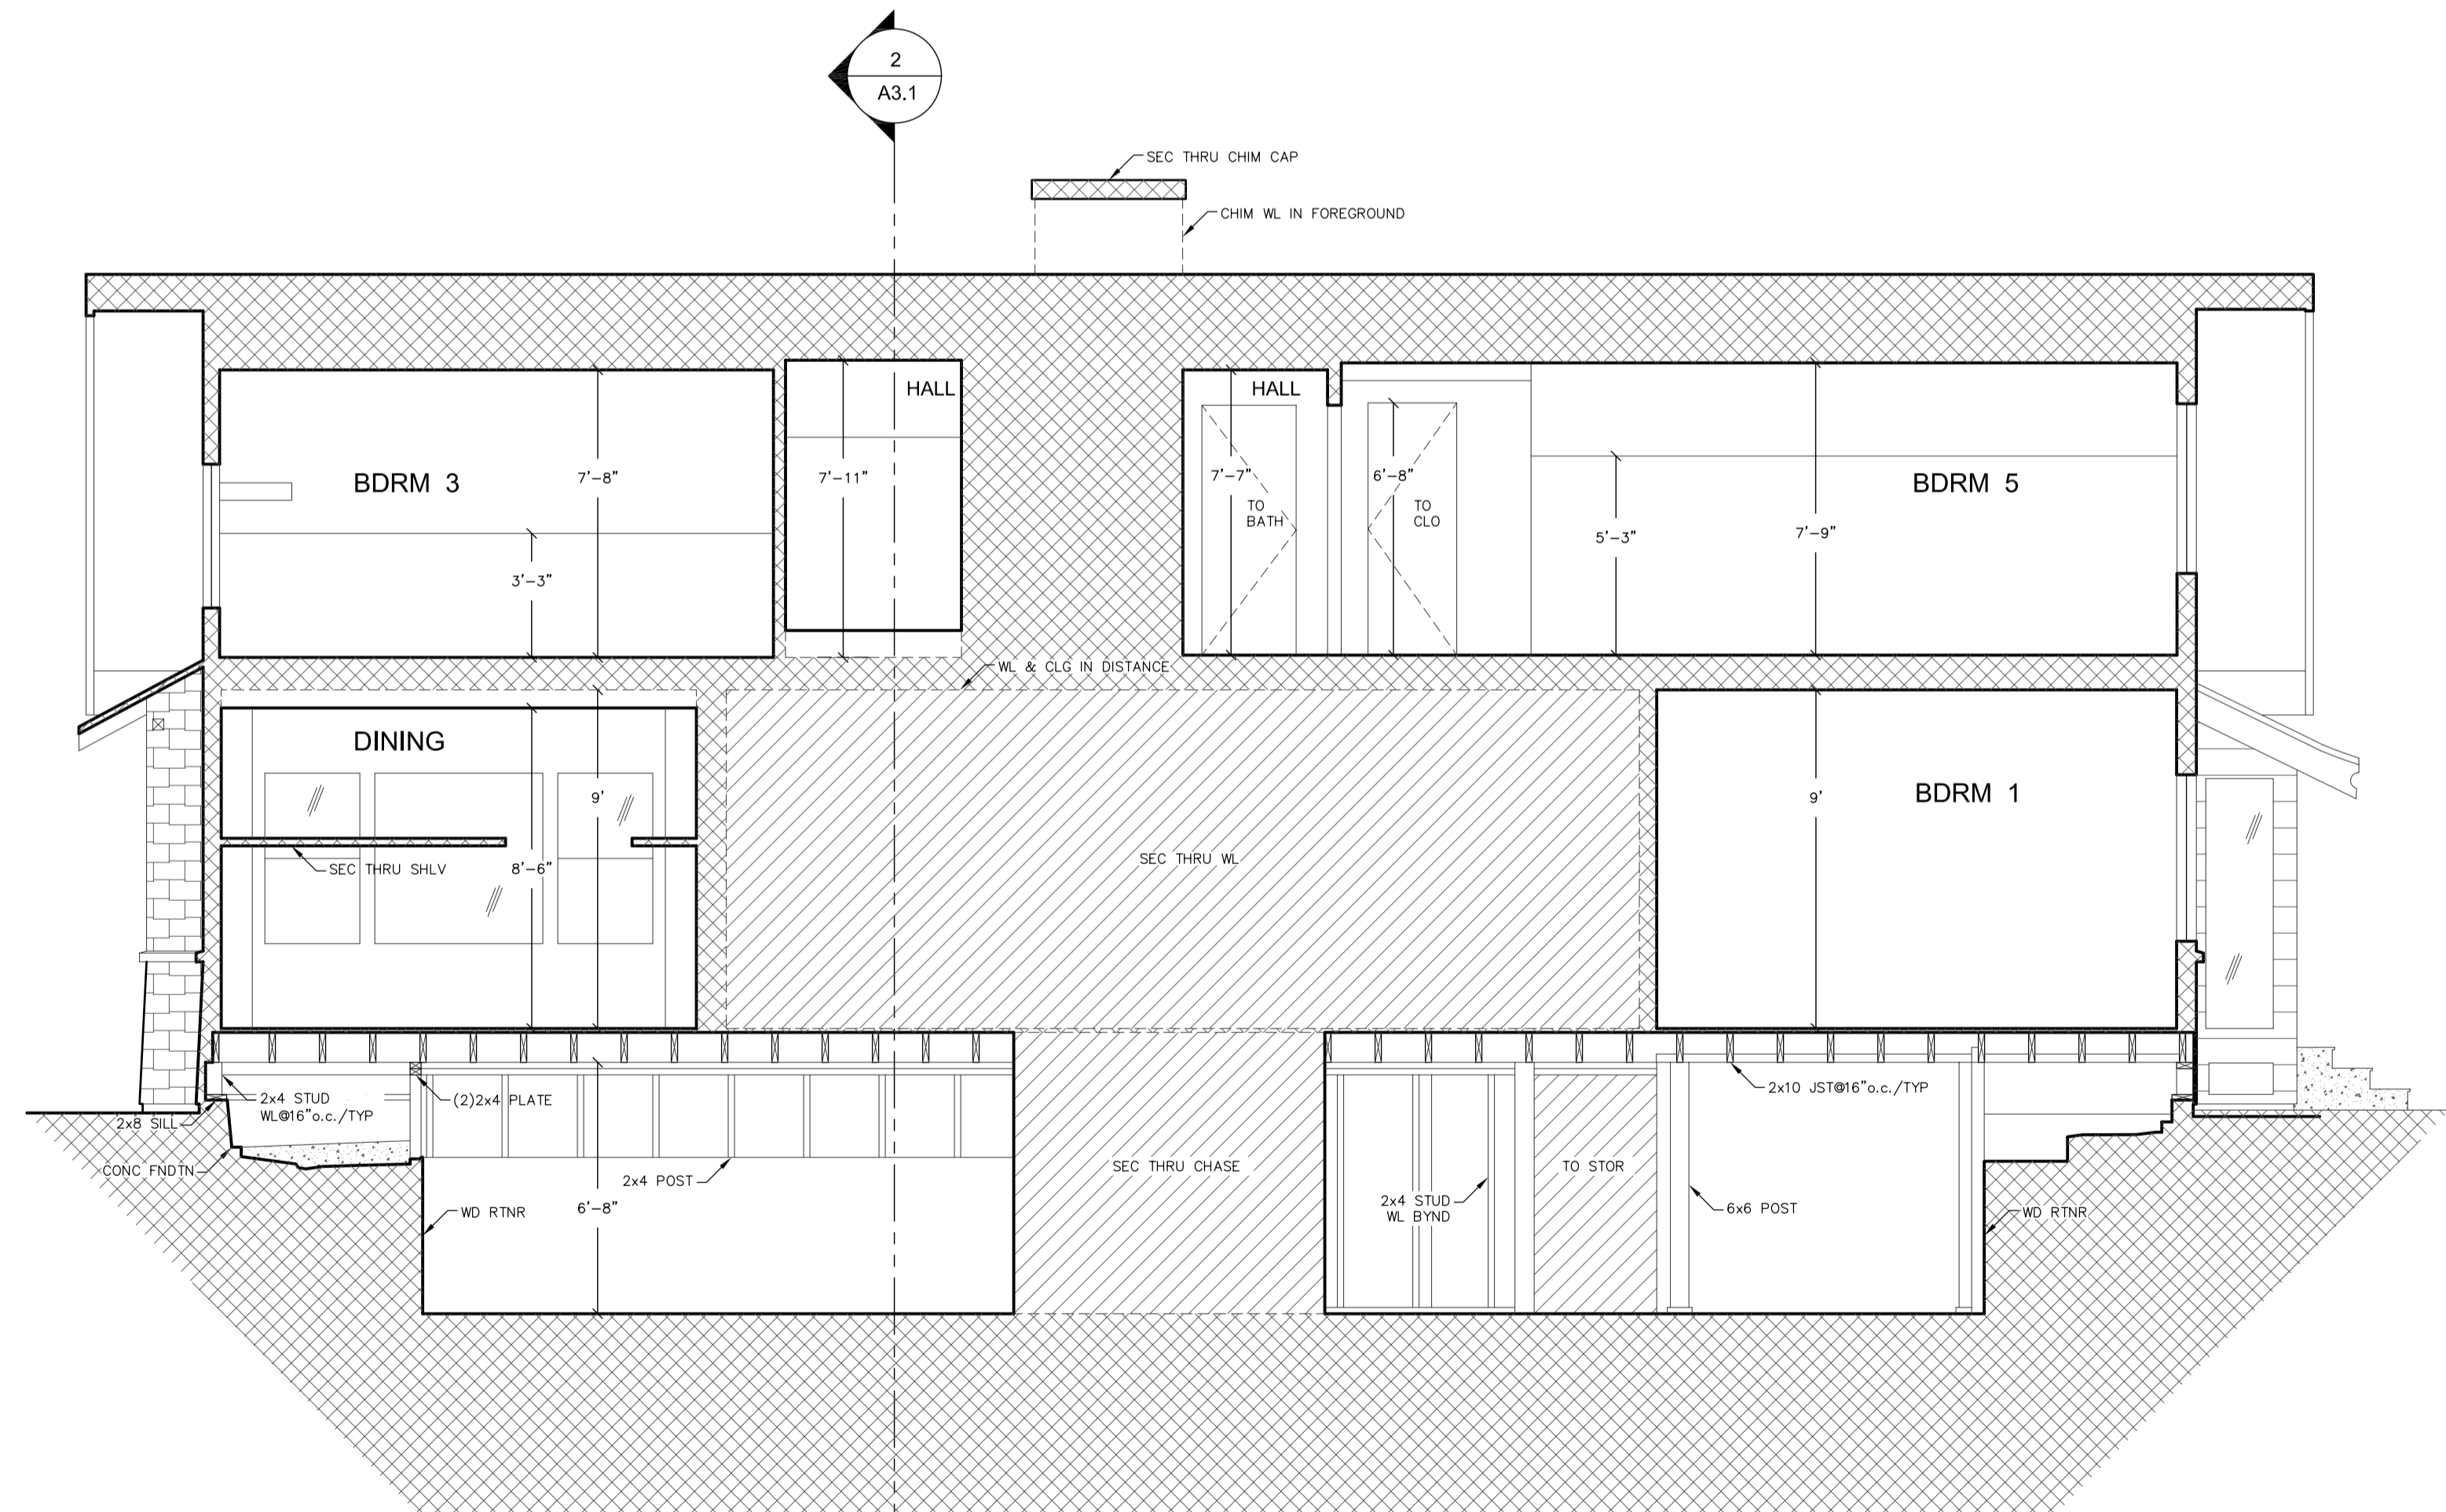 2
A3.1
SEC THRU CHIM CAP
CHIM WL IN FOREGROUND
HALL
HALL
BDRM 3
7'-8"
7'-11"
7'-7"
6'-8"
BDRM 5
TO
BATH
TO
CLO
5'-3"
7'-9"
3'-3"
WL & CLG IN DISTANCE
DINING
9'
9'
BDRM 1
SEC THRU SHLV
8'-6"
SEC THRU WL
2x4 STUD
WL@16"o.c./TYP
(2)2x4 PLATE
2x10 JST@16"o.c./TYP
2x8 SILL
CONC FNDTN
2x4 POST
SEC THRU CHASE
TO STOR
6'-8"
WD RTNR
2x4 STUD
WL BYND
6x6 POST
WD RTNR